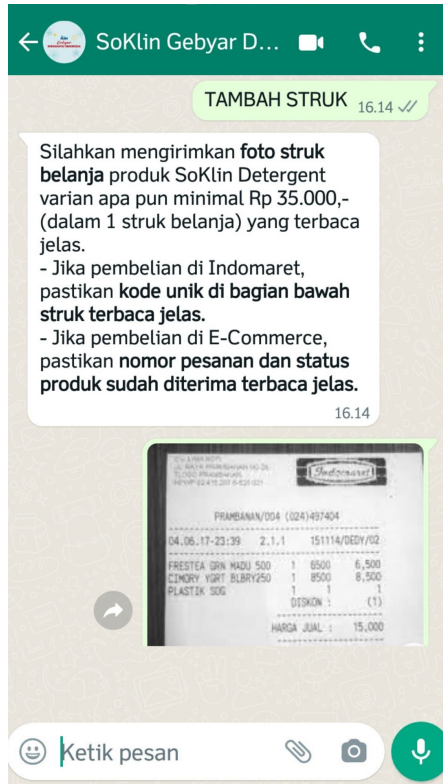 SoKlin Gebyar D...
TAMBAH STRUK 16.14
Silahkan mengirimkan foto struk
belanja produk SoKlin Detergent
varian apa pun minimal Rp 35.000,-
(dalam 1 struk belanja) yang terbaca
jelas.
- Jika pembelian di Indomaret,
pastikan kode unik di bagian bawah
struk terbaca jelas.
- Jika pembelian di E-Commerce,
pastikan nomor pesanan dan status
produk sudah diterima terbaca jelas.
16.14
Indomaret
PRAMBANAN/D04 (024)497404
04.06.17-23:39 2.1.1 151114/DEDY/02
FRESTEA GRN MADU 500 1 6500 6,500
CIMORY YGRT BLBRY250 1 8500 8,500
PLASTIK SDG 1 1 1
DISKON : (1)
HARGA JUAL : 15,000
Ketik pesan